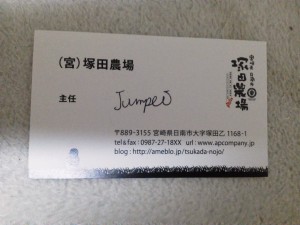 (宮)塚田農場
塚田農場
主任 Jumpei
〒889-3155 宮崎県日南市大字塚田乙1168-1
tel&fax:0987-27-18XX url:www.apcompany.com
blog:http://ameblo.jp/tsukada-nojo/